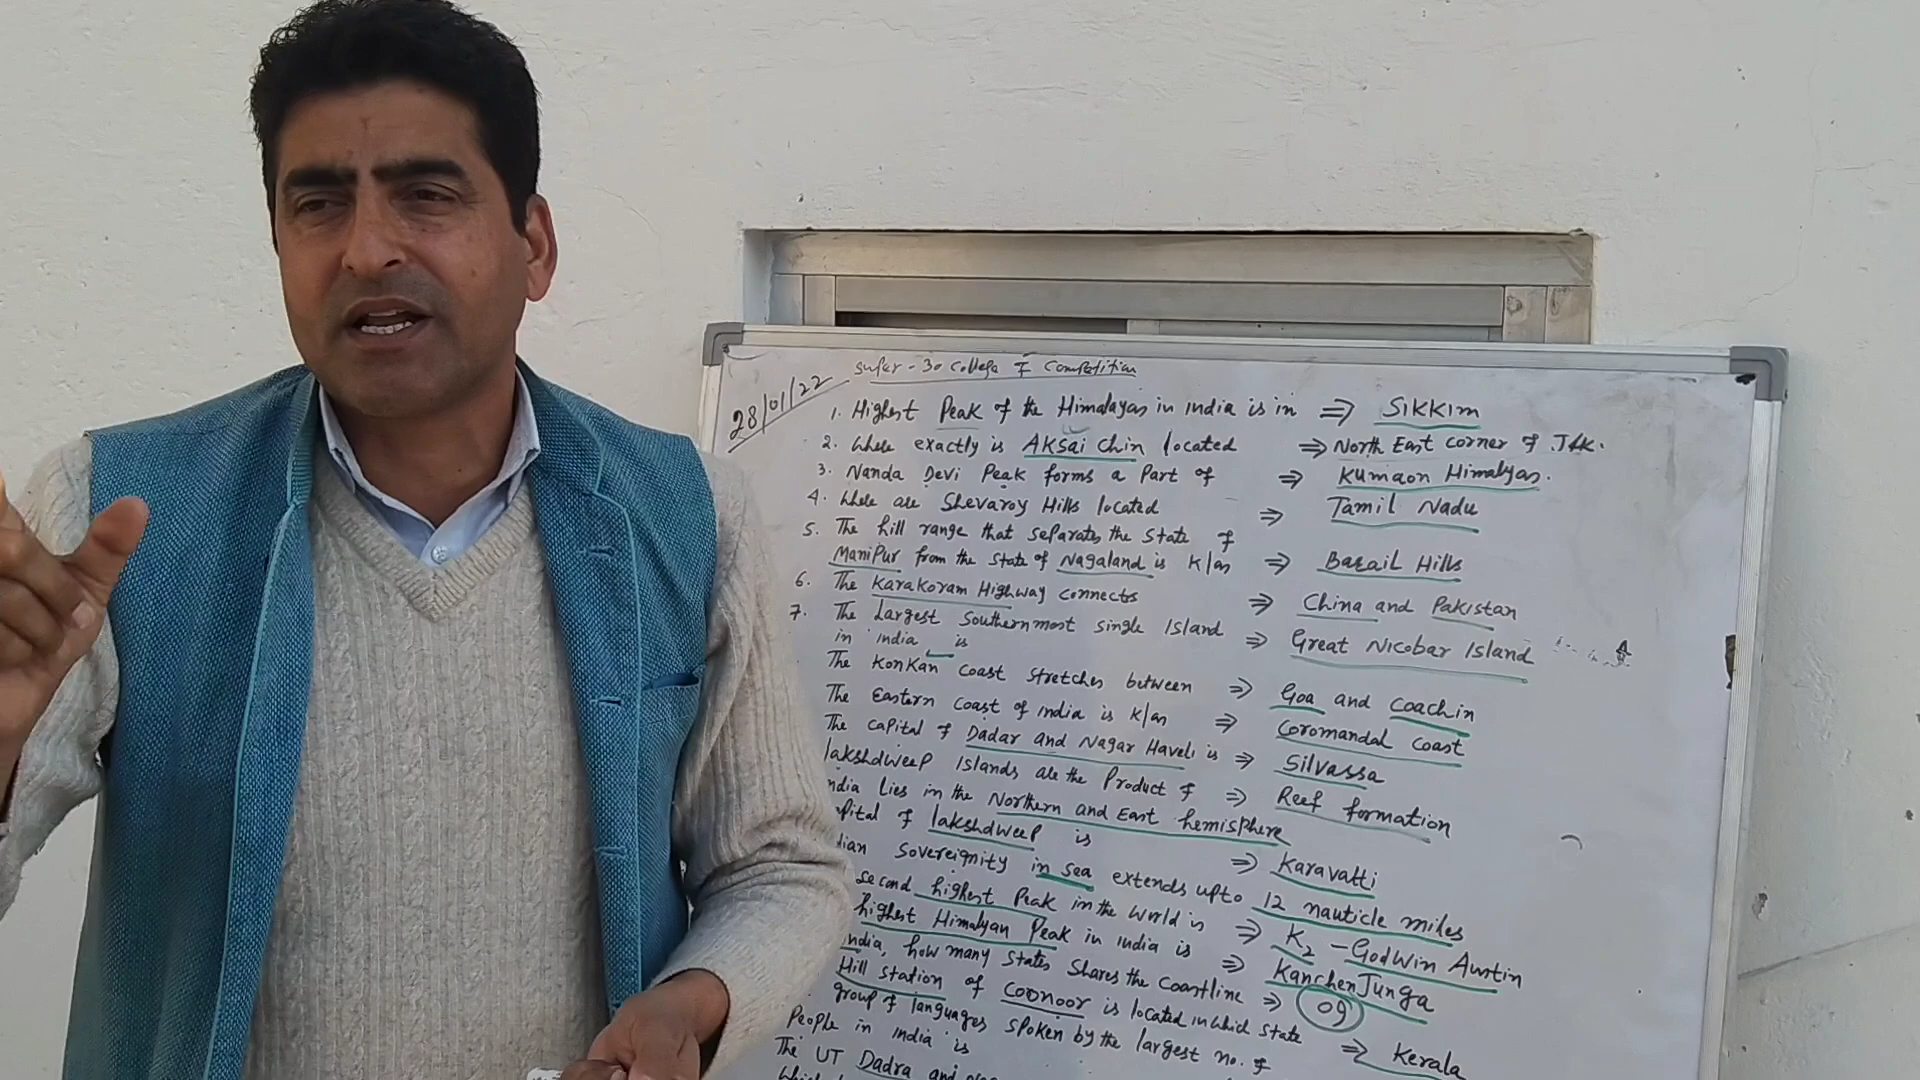 Super-30 College of Competition
28/01/22
1. Highest Peak of the Himalayas in india is in ⇒ SIKKIM
2. Where exactly is AKSai Chin located ⇒ North East corner of J&K.
3. Nanda Devi Peak forms a Part of ⇒ Kumaon Himalyas.
4. Where are Shevaroy Hills located ⇒ Tamil Nadu
5. The hill range that separates the State of
Manipur from the State of Nagaland is K/as ⇒ Barail Hills
6. The Karakoram Highway connects ⇒ China and Pakistan
7. The Largest Southernmost single Island
in india is ⇒ Great Nicobar Island
The Konkan Coast Stretches between ⇒ Goa and Coachin
The Eastern Coast of india is K/as ⇒ Coromandal Coast
The Capital of Dadar and Nagar Haveli is ⇒ Silvassa
lakshdweep Islands are the Product of ⇒ Reef formation
ndia Lies in the Northern and East hemisphere
pital of lakshdweep is ⇒ Karavatti
dian Sovereignity in sea extends upto 12 nauticle miles
second highest Peak in the world is ⇒ K2 - Godwin Austin
highest Himalyan Peak in india is ⇒ Kanchen Junga
india, how many States Shares the Coastline ⇒ 09
Hill station of Coonoor is located in which State ⇒ Kerala
group of languages spoken by the largest no. of
People in india is
The UT Dadra and